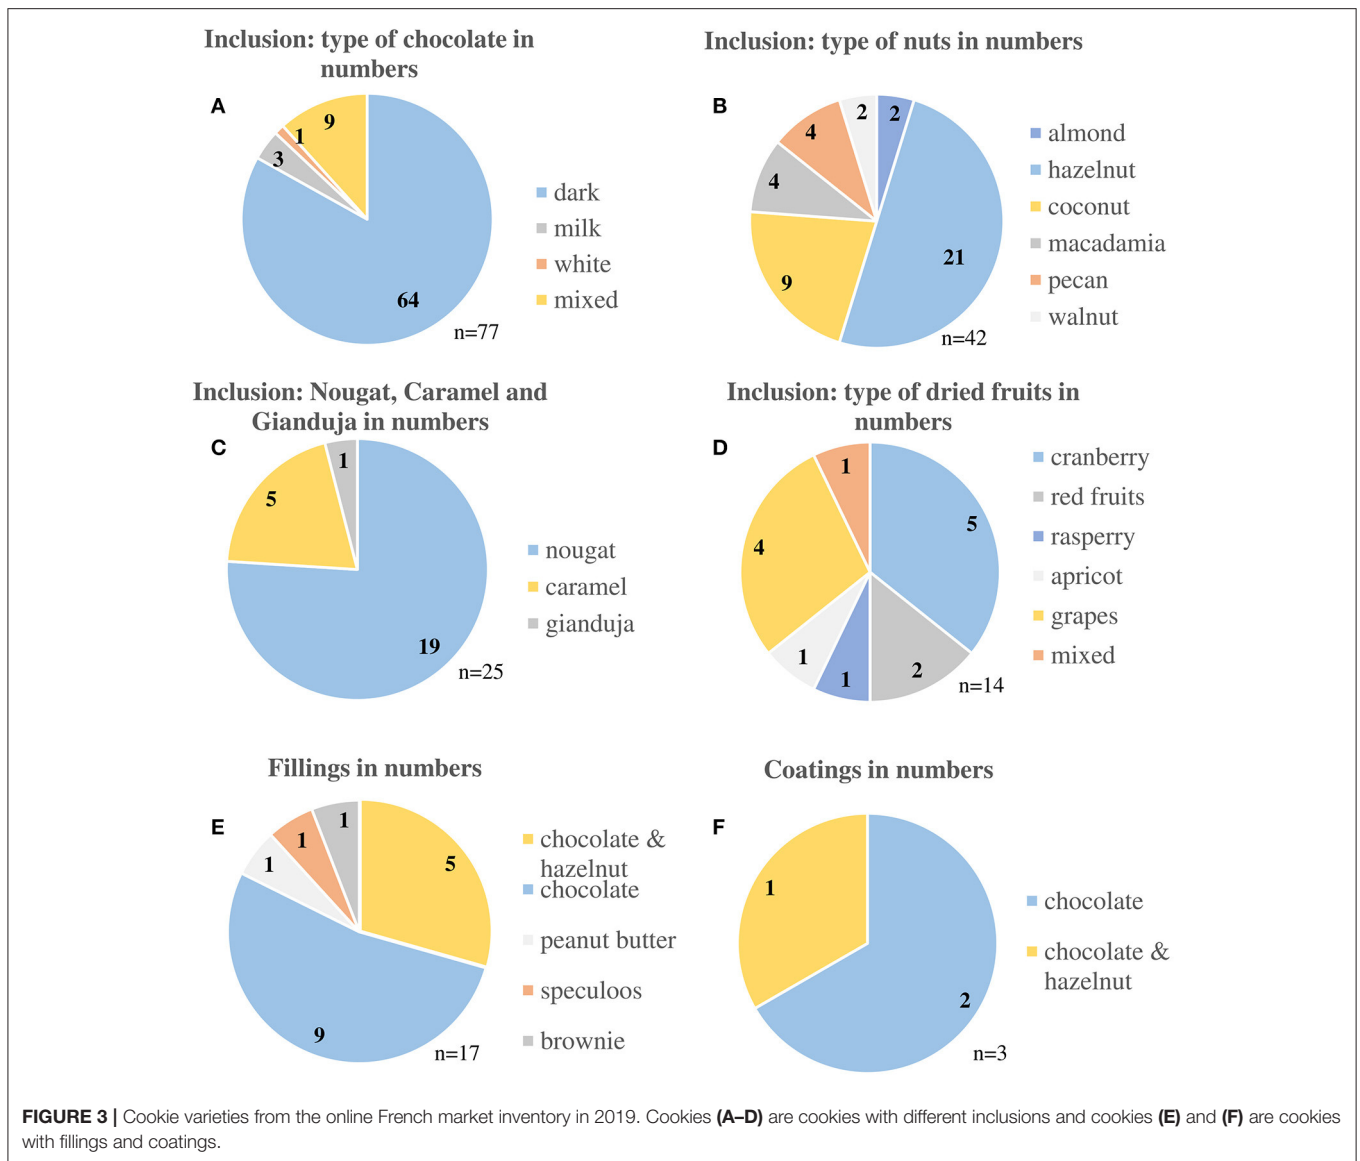 Inclusion: type of chocolate in
numbers
A
9
1
3
64
n=77
dark
milk
white
mixed
Inclusion: type of nuts in numbers
B
2
2
4
4
9
21
n=42
almond
hazelnut
coconut
macadamia
pecan
walnut
Inclusion: Nougat, Caramel and
Gianduja in numbers
C
1
5
19
n=25
nougat
caramel
gianduja
Inclusion: type of dried fruits in
numbers
D
1
5
4
1
1
2
n=14
cranberry
red fruits
rasperry
apricot
grapes
mixed
Fillings in numbers
E
1
1
1
5
9
n=17
chocolate &
hazelnut
chocolate
peanut butter
speculoos
brownie
Coatings in numbers
F
1
2
n=3
chocolate
chocolate &
hazelnut
FIGURE 3 | Cookie varieties from the online French market inventory in 2019. Cookies (A–D) are cookies with different inclusions and cookies (E) and (F) are cookies
with fillings and coatings.